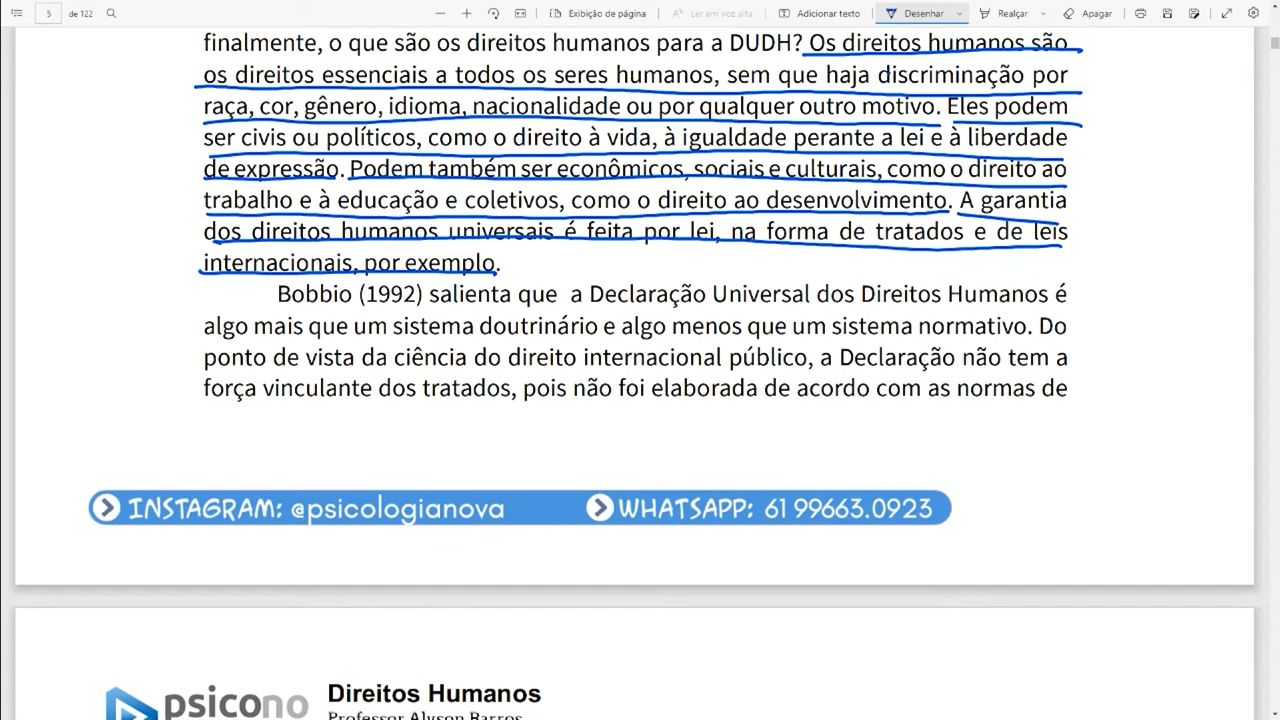 5 de 122 Exibição de página Ler em voz alta Adicionar texto Desenhar Realçar Apagar
finalmente, o que são os direitos humanos para a DUDH? Os direitos humanos são
os direitos essenciais a todos os seres humanos, sem que haja discriminação por
raça, cor, gênero, idioma, nacionalidade ou por qualquer outro motivo. Eles podem
ser civis ou políticos, como o direito à vida, à igualdade perante a lei e à liberdade
de expressão. Podem também ser econômicos, sociais e culturais, como o direito ao
trabalho e à educação e coletivos, como o direito ao desenvolvimento. A garantia
dos direitos humanos universais é feita por lei, na forma de tratados e de leis
internacionais, por exemplo.
Bobbio (1992) salienta que a Declaração Universal dos Direitos Humanos é
algo mais que um sistema doutrinário e algo menos que um sistema normativo. Do
ponto de vista da ciência do direito internacional público, a Declaração não tem a
força vinculante dos tratados, pois não foi elaborada de acordo com as normas de
INSTAGRAM: @psicologianova WHATSAPP: 61 99663.0923
psicono Direitos Humanos
Professor Alyson Barros